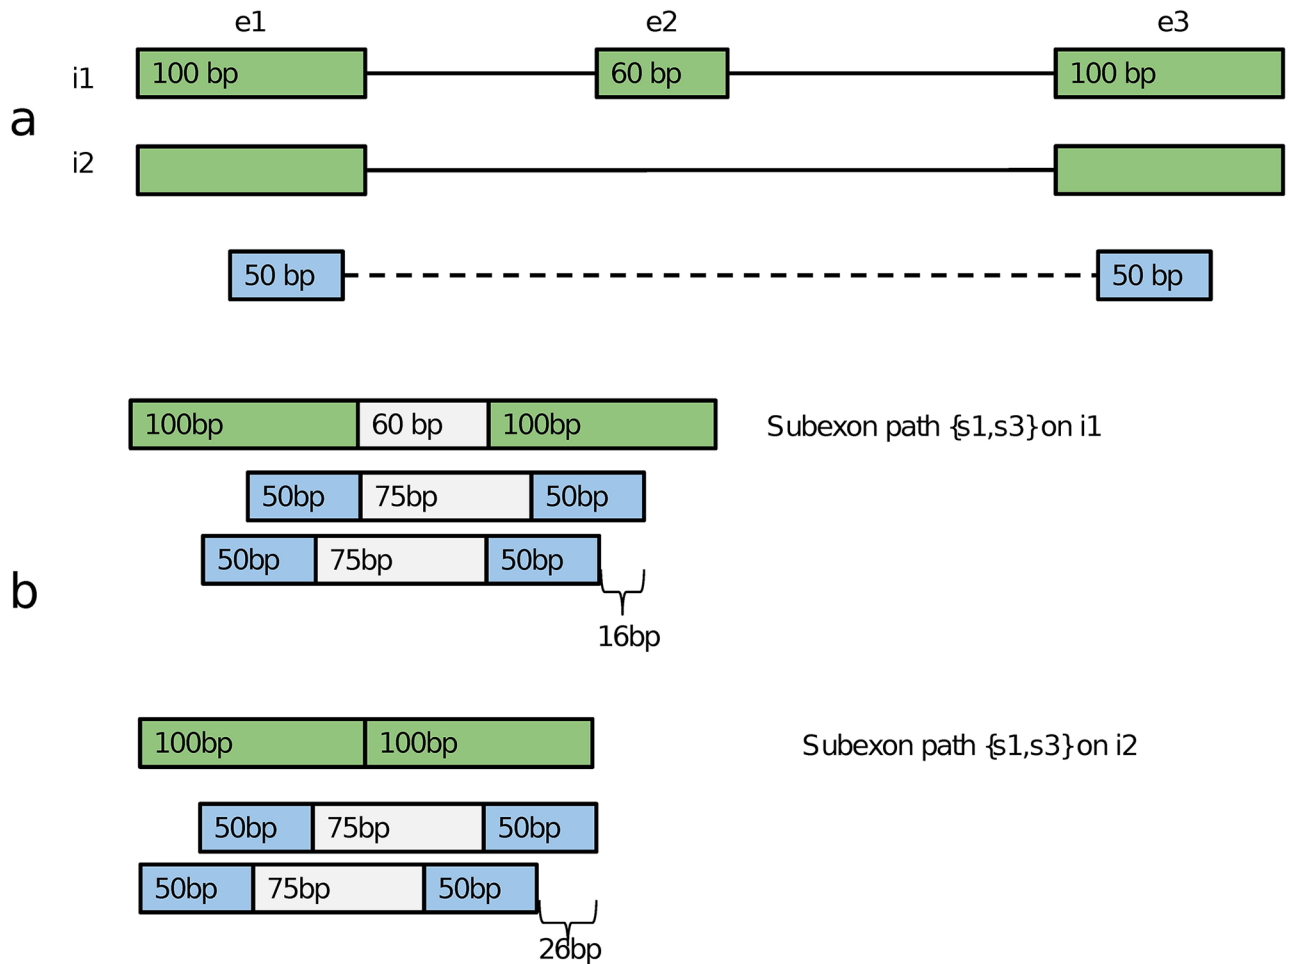 e1 e2 e3
i1 100 bp 60 bp 100 bp
a
i2
50 bp 50 bp
100bp 60 bp 100bp Subexon path {s1,s3} on i1
50bp 75bp 50bp
50bp 75bp 50bp
b
16bp
100bp 100bp Subexon path {s1,s3} on i2
50bp 75bp 50bp
50bp 75bp 50bp
26bp